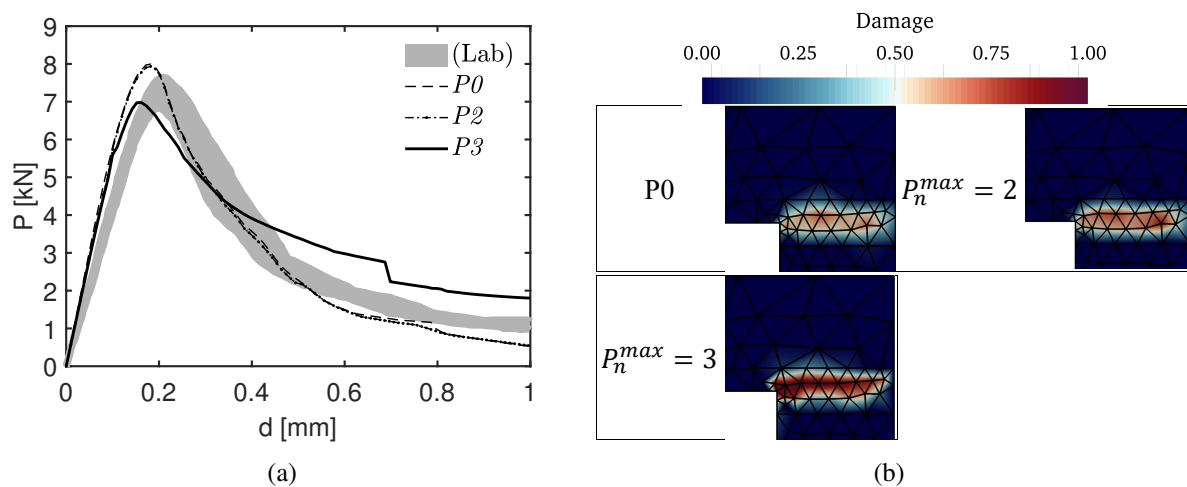 9
8
7
6
5
4
3
2
1
0
P [kN]
0 0.2 0.4 0.6 0.8 1
d [mm]
(Lab)
P0
P2
P3
(a)
Damage
0.00 0.25 0.50 0.75 1.00
P0
P_n^{max} = 2
P_n^{max} = 3
(b)